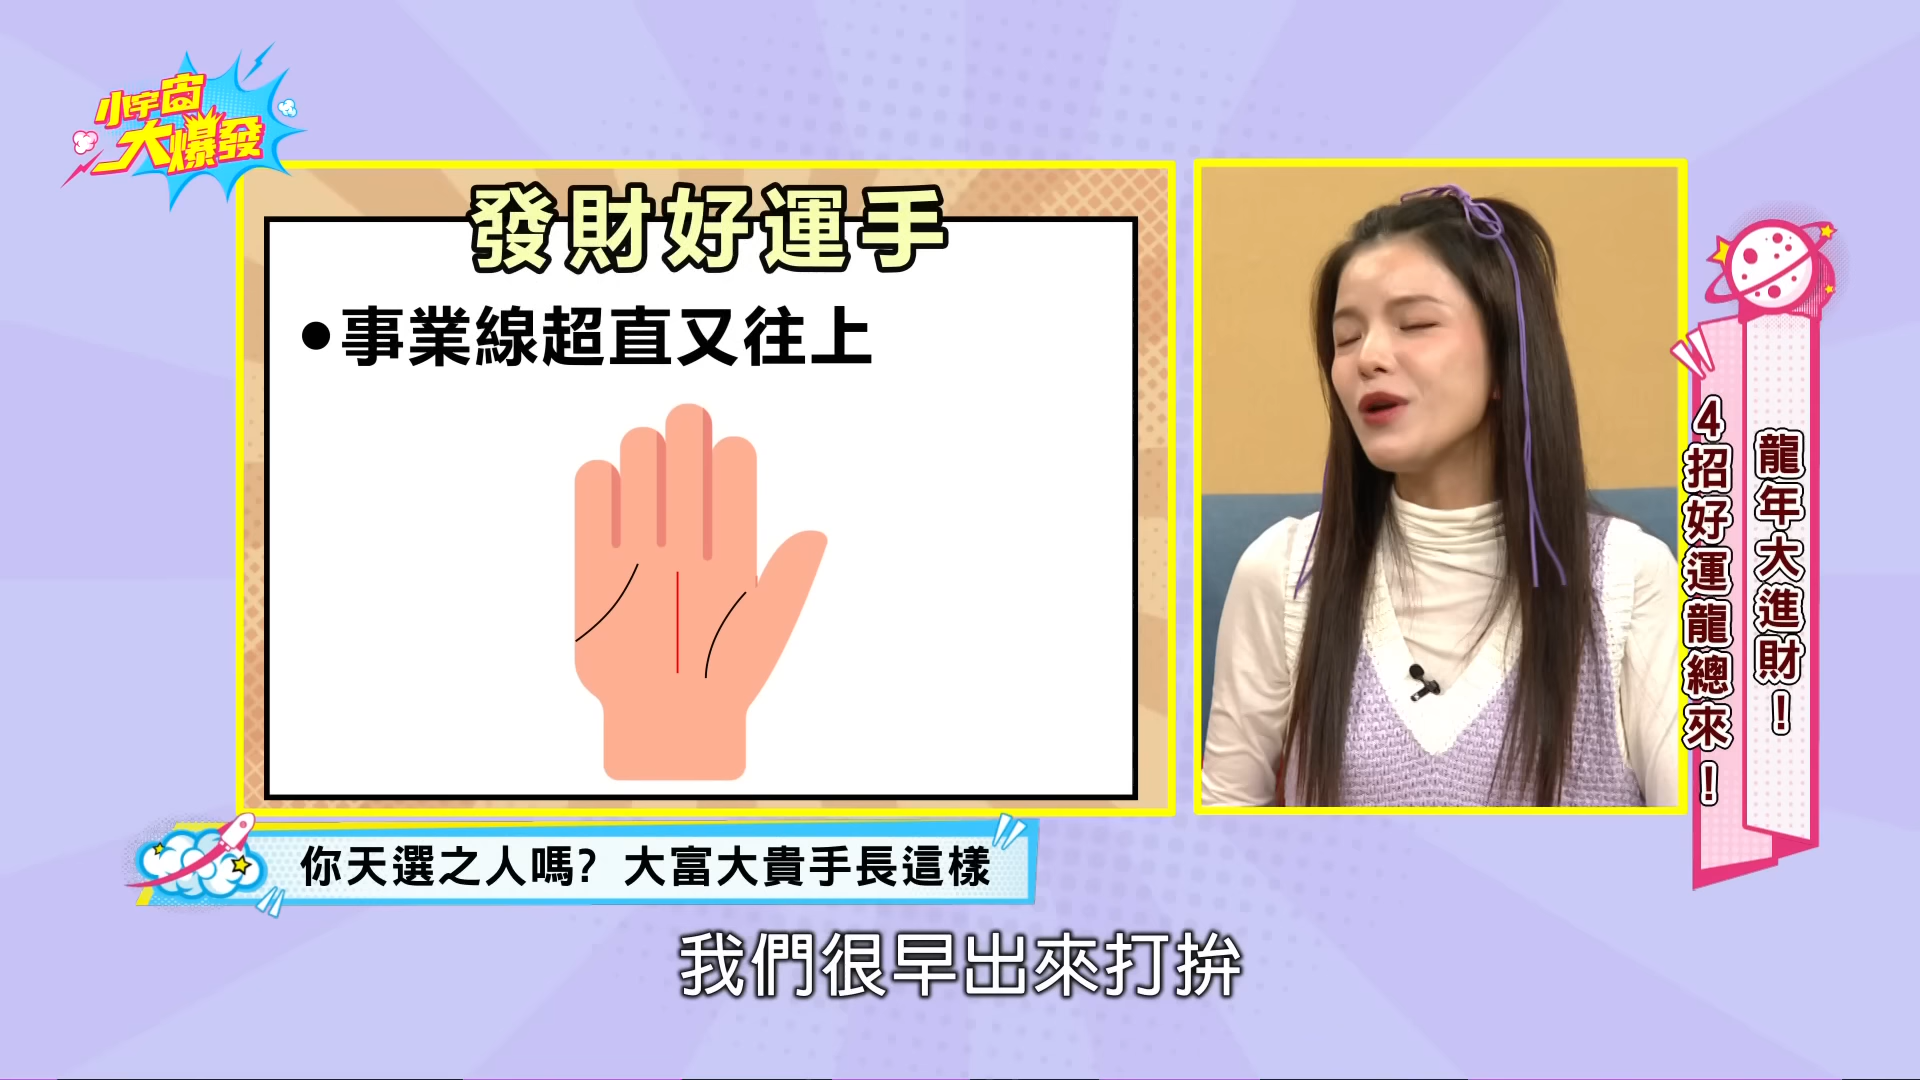 小宇宙
大爆發
發財好運手
●事業線超直又往上
龍年大進財！
4招好運龍總來！
你天選之人嗎？大富大貴手長這樣
我們很早出來打拚